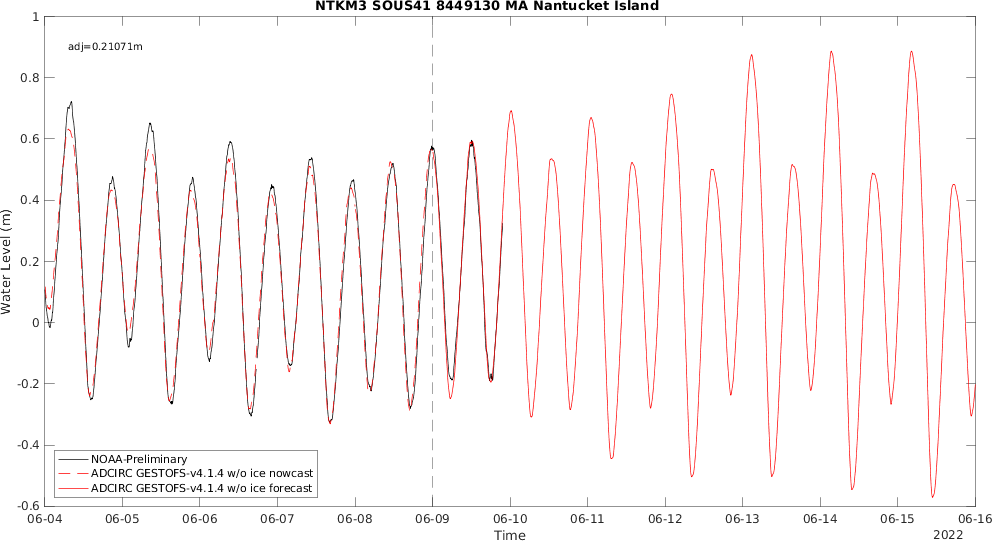 NTKM3 SOUS41 8449130 MA Nantucket Island
1
adj=0.21071m
0.8
0.6
0.4
0.2
0
-0.2
-0.4
-0.6
Water Level (m)
NOAA-Preliminary
ADCIRC GESTOFS-v4.1.4 w/o ice nowcast
ADCIRC GESTOFS-v4.1.4 w/o ice forecast
06-04 06-05 06-06 06-07 06-08 06-09 06-10 06-11 06-12 06-13 06-14 06-15 06-16
Time
2022